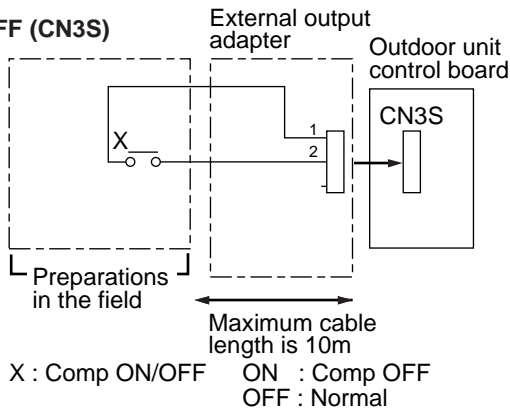 FF (CN3S)
External output
adapter
Outdoor unit
control board
CN3S
X
1
2
Preparations
in the field
Maximum cable
length is 10m
X : Comp ON/OFF ON : Comp OFF
OFF : Normal